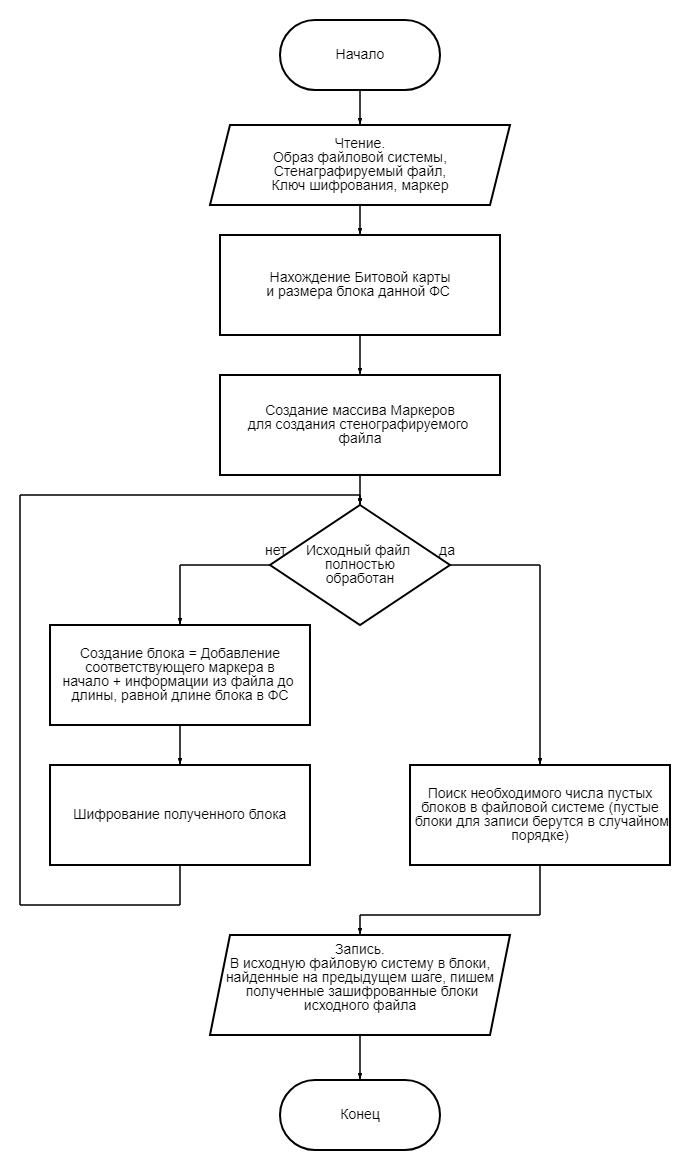 Начало
Чтение.
Образ файловой системы,
Стенаграфируемый файл,
Ключ шифрования, маркер
Нахождение Битовой карты
и размера блока данной ФС
Создание массива Маркеров
для создания стенографируемого
файла
нет
Исходный файл
полностью
обработан
да
Создание блока = Добавление
соответствующего маркера в
начало + информации из файла до
длины, равной длине блока в ФС
Шифрование полученного блока
Поиск необходимого числа пустых
блоков в файловой системе (пустые
блоки для записи берутся в случайном
порядке)
Запись.
В исходную файловую систему в блоки,
найденные на предыдущем шаге, пишем
полученные зашифрованные блоки
исходного файла
Конец